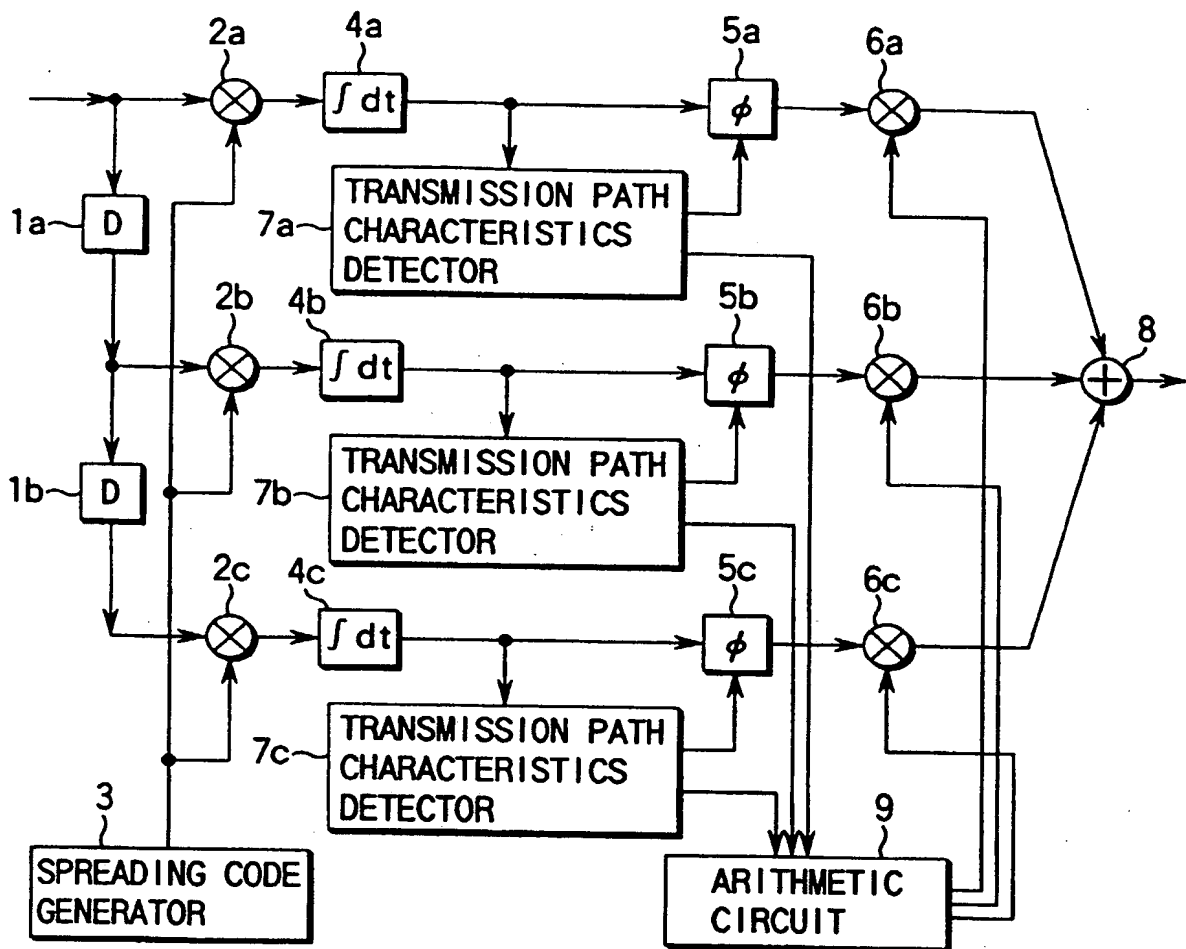 2a
4a
5a
6a
∫ dt
ϕ
1a
D
7a
TRANSMISSION PATH
CHARACTERISTICS
DETECTOR
2b
4b
5b
6b
8
∫ dt
ϕ
+
1b
D
7b
TRANSMISSION PATH
CHARACTERISTICS
DETECTOR
2c
4c
5c
6c
∫ dt
ϕ
7c
TRANSMISSION PATH
CHARACTERISTICS
DETECTOR
3
9
SPREADING CODE
GENERATOR
ARITHMETIC
CIRCUIT